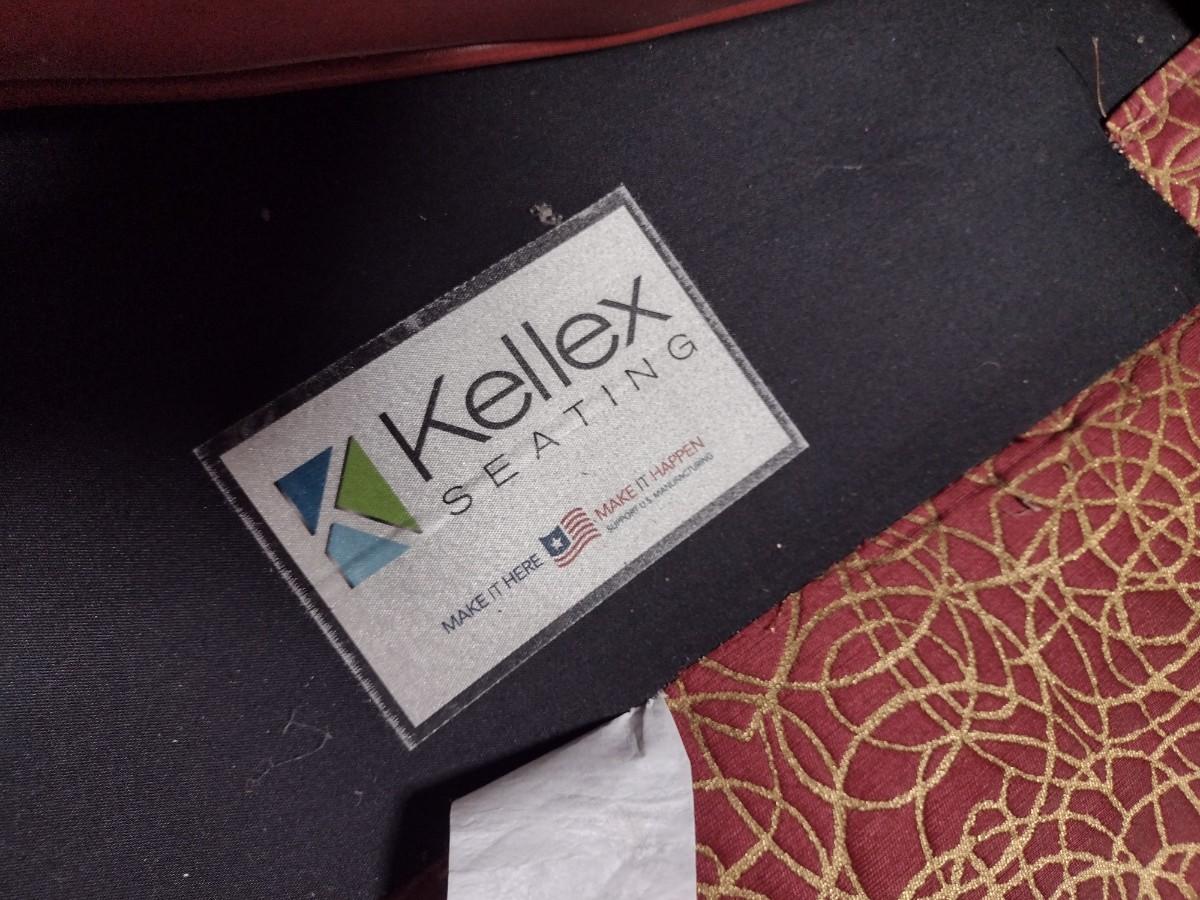 Kellex
SEATING
MAKE IT HERE MAKE IT HAPPEN
SUPPORT U.S. MANUFACTURING